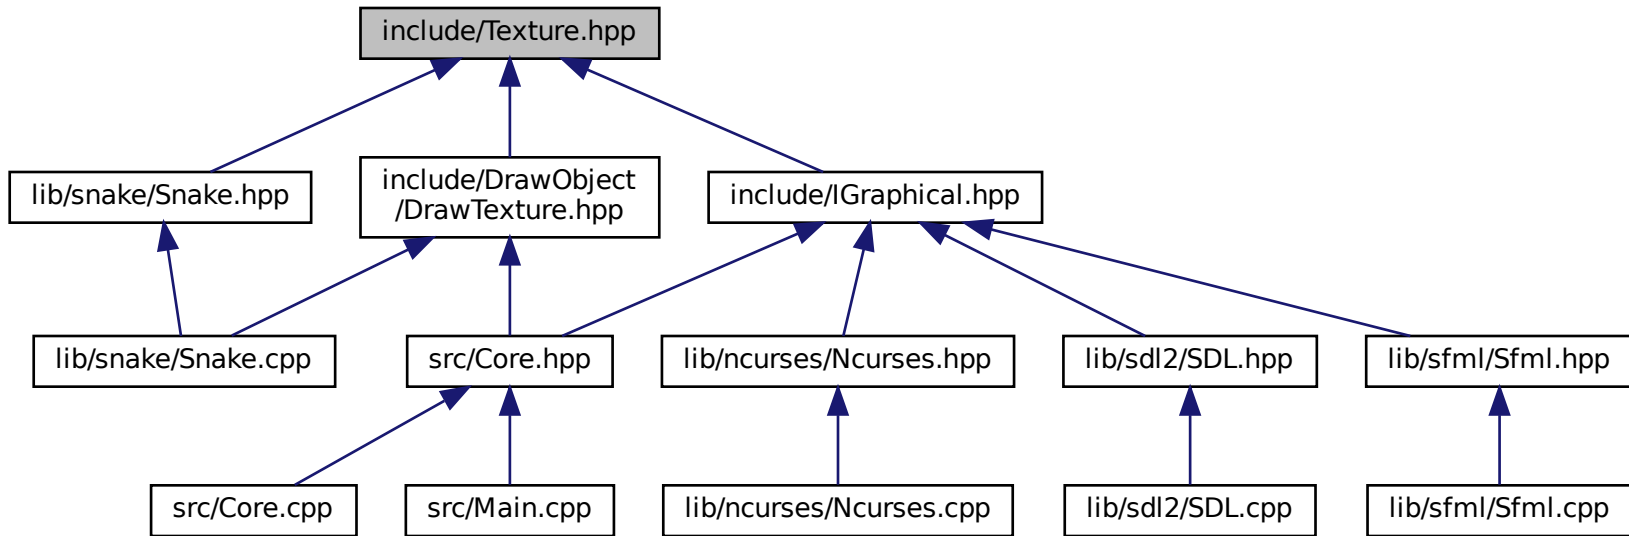 include/Texture.hpp
lib/snake/Snake.hpp
include/DrawObject
/DrawTexture.hpp
include/IGraphical.hpp
lib/snake/Snake.cpp
src/Core.hpp
lib/ncurses/Ncurses.hpp
lib/sdl2/SDL.hpp
lib/sfml/Sfml.hpp
src/Core.cpp
src/Main.cpp
lib/ncurses/Ncurses.cpp
lib/sdl2/SDL.cpp
lib/sfml/Sfml.cpp